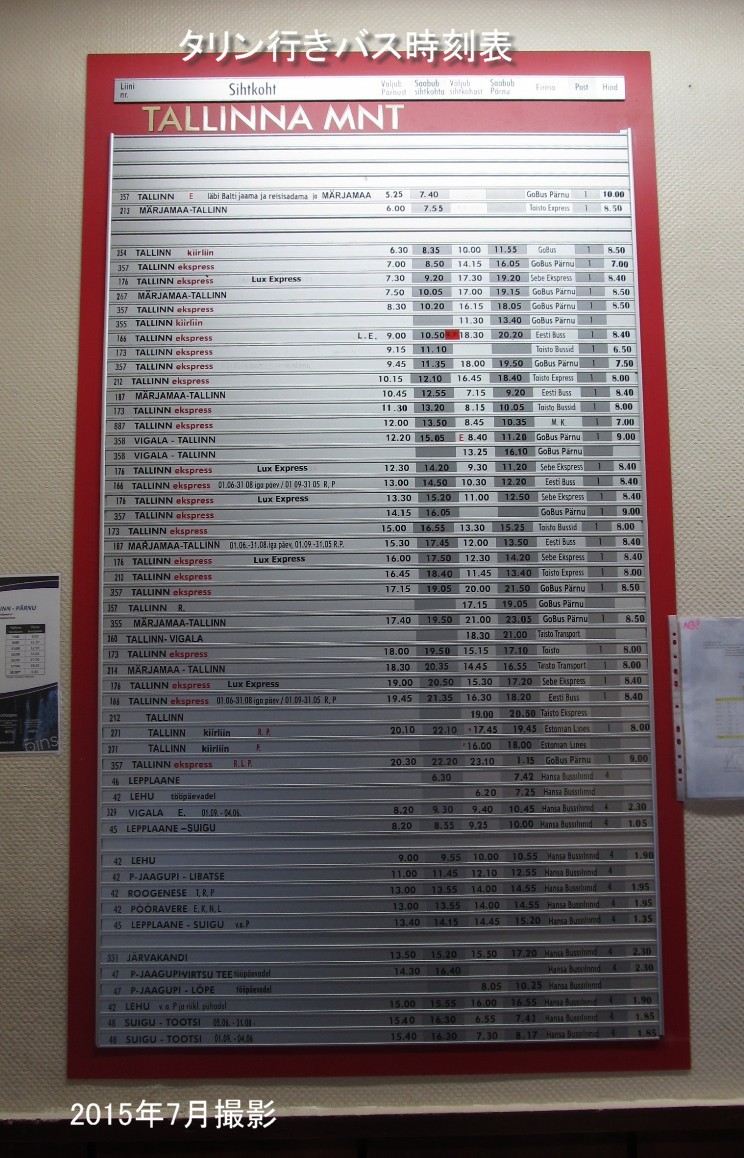 タリン行きバス時刻表
Liini nr. Sihtkoht Väljub Pärnust Saabub sihtkohta Väljub sihtkohast Saabub Pärnu Firma Post Hind
TALLINNA MNT
357 TALLINN E läbi Balti jaama ja reisisadama ja MÄRJAMAA 5.25 7.40 GoBus Pärnu 1 10.00
213 MÄRJAMAA-TALLINN 6.00 7.55 Taisto Express 1 8.50
354 TALLINN kiirliin 6.30 8.35 10.00 11.55 GoBus 1 8.50
357 TALLINN ekspress 7.00 8.50 14.15 16.05 GoBus Pärnu 1 7.00
176 TALLINN ekspress Lux Express 7.30 9.20 17.30 19.20 Sebe Ekspress 1 8.40
267 MÄRJAMAA-TALLINN 7.50 10.05 17.00 19.15 GoBus Pärnu 1 8.50
357 TALLINN ekspress 8.30 10.20 16.15 18.05 GoBus Pärnu 1 8.50
355 TALLINN kiirliin 11.30 13.40 GoBus Pärnu 1
166 TALLINN ekspress L.E. 9.00 10.50 18.30 20.20 Eesti Buss 1 8.40
173 TALLINN ekspress 9.15 11.10 Taisto Bussid 1 6.50
357 TALLINN ekspress 9.45 11.35 18.00 19.50 GoBus Pärnu 1 7.50
212 TALLINN ekspress 10.15 12.10 16.45 18.40 Taisto Express 1 8.00
187 MÄRJAMAA-TALLINN 10.45 12.55 7.15 9.20 Eesti Buss 1 8.40
173 TALLINN ekspress 11.30 13.20 8.15 10.05 Taisto Bussid 1 8.00
887 TALLINN ekspress 12.00 13.50 8.45 10.35 M. K. 1 7.00
358 VIGALA - TALLINN 12.20 15.05 E 8.40 11.20 GoBus Pärnu 1 9.00
358 VIGALA - TALLINN 13.25 16.10 GoBus Pärnu
176 TALLINN ekspress Lux Express 12.30 14.20 9.30 11.20 Sebe Ekspress 1 8.40
166 TALLINN ekspress 01.06-31.08 iga päev / 01.09-31.05 R, P 13.00 14.50 10.30 12.20 Eesti Buss 1 8.40
176 TALLINN ekspress Lux Express 13.30 15.20 11.00 12.50 Sebe Ekspress 1 8.40
357 TALLINN ekspress 14.15 16.05 GoBus Pärnu 1 9.00
173 TALLINN ekspress 15.00 16.55 13.30 15.25 Taisto Bussid 1 8.00
187 MÄRJAMAA-TALLINN 01.06.-31.08.iga päev, 01.09.-31.05 R.P. 15.30 17.45 12.00 13.50 Eesti Buss 1 8.40
176 TALLINN ekspress Lux Express 16.00 17.50 12.30 14.20 Sebe Ekspress 1 8.40
212 TALLINN ekspress 16.45 18.40 11.45 13.40 Taisto Express 1 8.00
357 TALLINN ekspress 17.15 19.05 20.00 21.50 GoBus Pärnu 1 8.50
357 TALLINN R. 17.15 19.05 GoBus Pärnu
355 MÄRJAMAA-TALLINN 17.40 19.50 21.00 23.05 GoBus Pärnu 1 8.50
360 TALLINN- VIGALA 18.30 21.00 Taisto Transport
173 TALLINN ekspress 18.00 19.50 15.15 17.10 Taisto 1 8.00
214 MÄRJAMAA - TALLINN 18.30 20.35 14.45 16.55 Taisto Transport 1 8.00
176 TALLINN ekspress Lux Express 19.00 20.50 15.30 17.20 Sebe Ekspress 1 8.40
166 TALLINN ekspress 01.06-31.08 iga päev / 01.09-31.05 R, P 19.45 21.35 16.30 18.20 Eesti Buss 1 8.40
212 TALLINN 19.00 20.50 Taisto Ekspress
271 TALLINN kiirliin R. P. 20.10 22.10 17.45 19.45 Estoman Lines 1 8.00
271 TALLINN kiirliin P. 16.00 18.00 Estoman Lines
357 TALLINN ekspress R.L.P. 20.30 22.20 23.10 1.15 GoBus Pärnu 1 9.00
46 LEPPLAANE 6.30 7.42 Hansa Bussiliinid 4
42 LEHU tööpäevadel 6.20 7.25 Hansa Bussiliinid
329 VIGALA E. 01.09. - 04.06. 8.20 9.30 9.40 10.45 Hansa Bussiliinid 4 2.30
45 LEPPLAANE –SUIGU 8.20 8.55 9.25 10.00 Hansa Bussiliinid 4 1.05
42 LEHU 9.00 9.55 10.00 10.55 Hansa Bussiliinid 4 1.90
42 P-JAAGUPI - LIBATSE 11.00 11.45 12.10 12.55 Hansa Bussiliinid 4
42 ROOGENESE T, R, P 13.00 13.55 14.00 14.55 Hansa Bussiliinid 4 1.95
42 PÖÖRAVERE E, K, N, L 13.00 13.55 14.00 14.55 Hansa Bussiliinid 4 1.95
45 LEPPLAANE - SUIGU v.a. P 13.40 14.15 14.45 15.20 Hansa Bussiliinid 4 1.35
331 JÄRVAKANDI 13.50 15.20 15.50 17.20 Hansa Bussiliinid 4 2.30
47 P-JAAGUPI-VIRTSU TEE tööpäevadel 14.30 16.40 Hansa Bussiliinid 4 2.30
47 P-JAAGUPI - LÕPE tööpäevadel 8.05 10.25 Hansa Bussiliinid
42 LEHU v. a. P ja riikl. pühadel 15.00 15.55 16.00 16.55 Hansa Bussiliinid 4 1.90
48 SUIGU - TOOTSI 05.06. -31.08 - 15.40 16.30 6.55 7.41 Hansa Bussiliinid 4 1.85
48 SUIGU - TOOTSI 01.09. - 04.06 15.40 16.30 7.30 8.17 Hansa Bussiliinid 4 1.85
2015年7月撮影